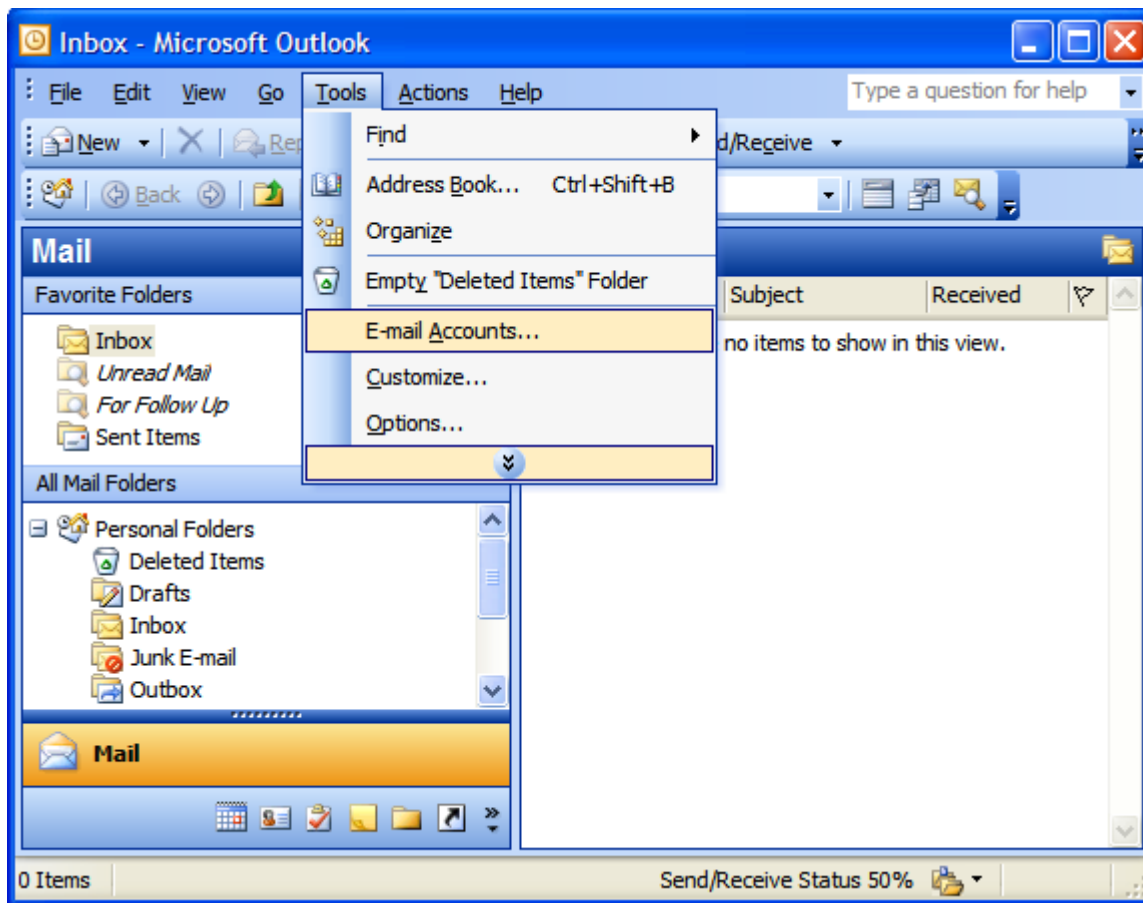 Inbox - Microsoft Outlook
File Edit View Go Tools Actions Help Type a question for help
New Rep d/Receive
Back
Find
Address Book... Ctrl+Shift+B
Organize
Empty "Deleted Items" Folder
E-mail Accounts...
Customize...
Options...
Mail
Favorite Folders
Inbox
Unread Mail
For Follow Up
Sent Items
All Mail Folders
Personal Folders
Deleted Items
Drafts
Inbox
Junk E-mail
Outbox
Mail
Subject Received
no items to show in this view.
0 Items Send/Receive Status 50%